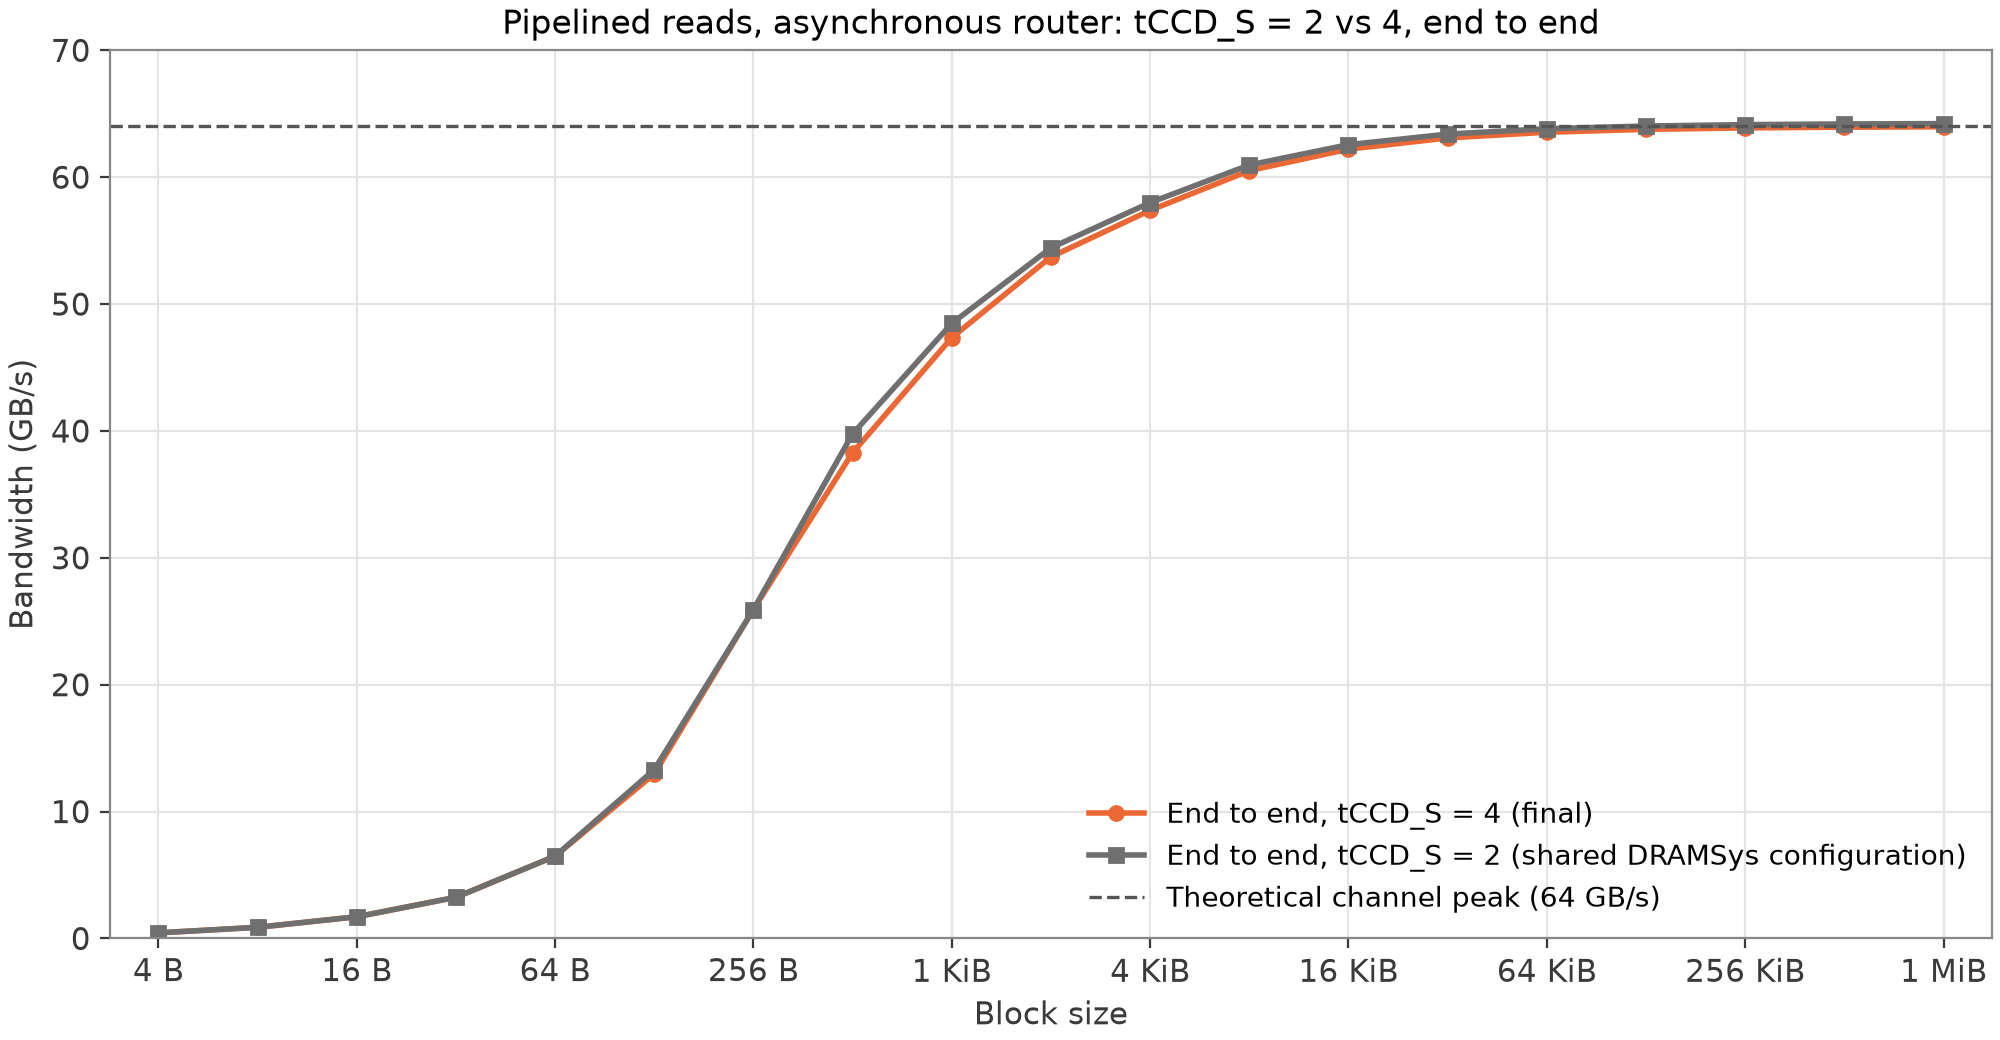 Pipelined reads, asynchronous router: tCCD_S = 2 vs 4, end to end
70
60
50
40
30
20
10
0
Bandwidth (GB/s)
End to end, tCCD_S = 4 (final)
End to end, tCCD_S = 2 (shared DRAMSys configuration)
Theoretical channel peak (64 GB/s)
4 B 16 B 64 B 256 B 1 KiB 4 KiB 16 KiB 64 KiB 256 KiB 1 MiB
Block size